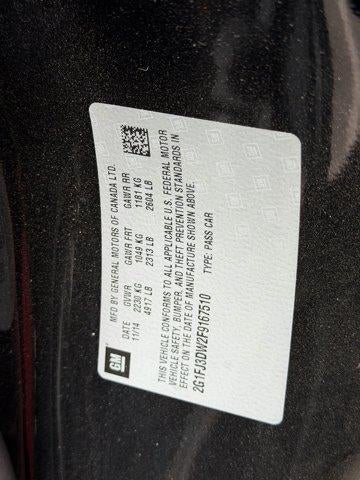 GM
MFD BY GENERAL MOTORS OF CANADA LTD.
DATE GVWR GAWR FRT GAWR RR
11/14 2230 KG 1049 KG 1181 KG
4917 LB 2313 LB 2604 LB
THIS VEHICLE CONFORMS TO ALL APPLICABLE U.S. FEDERAL MOTOR
VEHICLE SAFETY, BUMPER, AND THEFT PREVENTION STANDARDS IN
EFFECT ON THE DATE OF MANUFACTURE SHOWN ABOVE.
2G1FJ3DW2F9167510 TYPE: PASS CAR